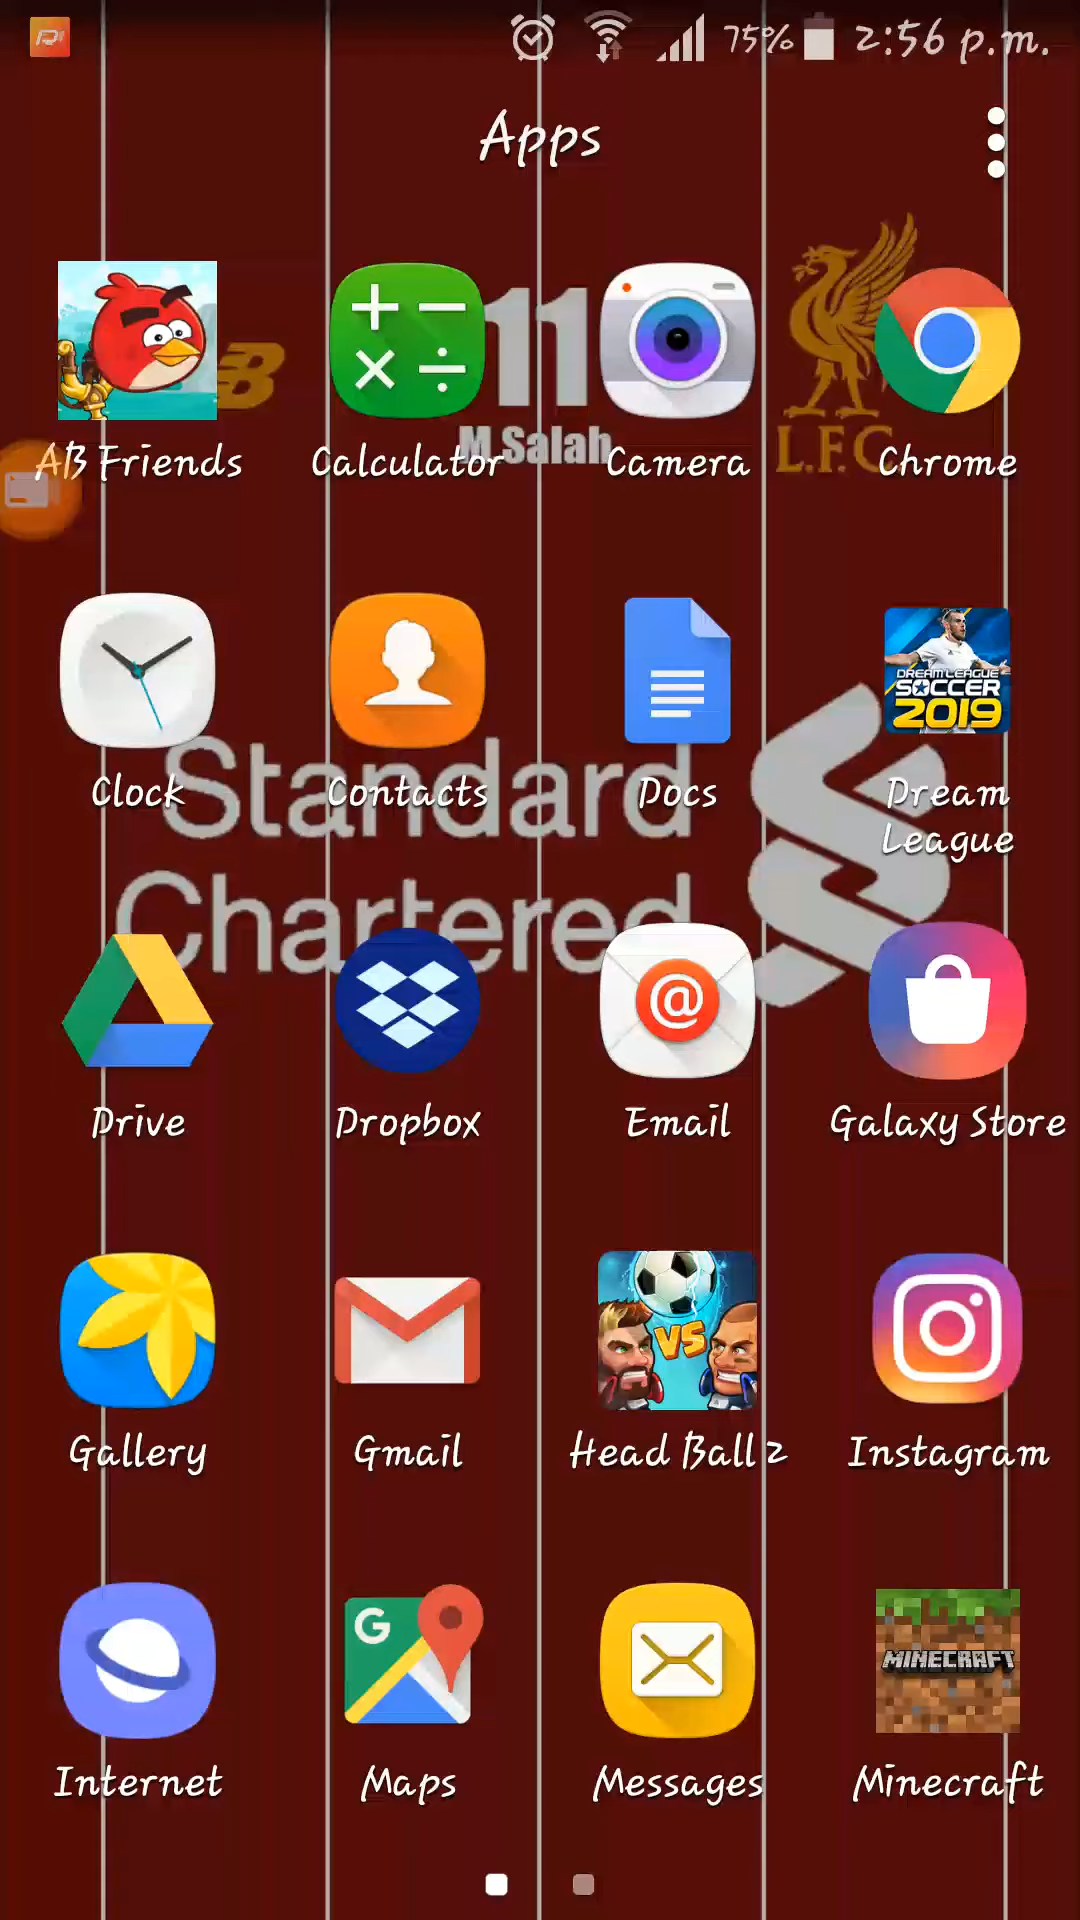 75% 2:56 p.m.
Apps
11
M.Salah
L.F.C
AB Friends Calculator Camera Chrome
DREAM LEAGUE
SOCCER
2019
Standard
Chartered
Clock Contacts Docs Dream
League
@
Drive Dropbox Email Galaxy Store
VS
Gallery Gmail Head Ball 2 Instagram
G
MINECRAFT
Internet Maps Messages Minecraft